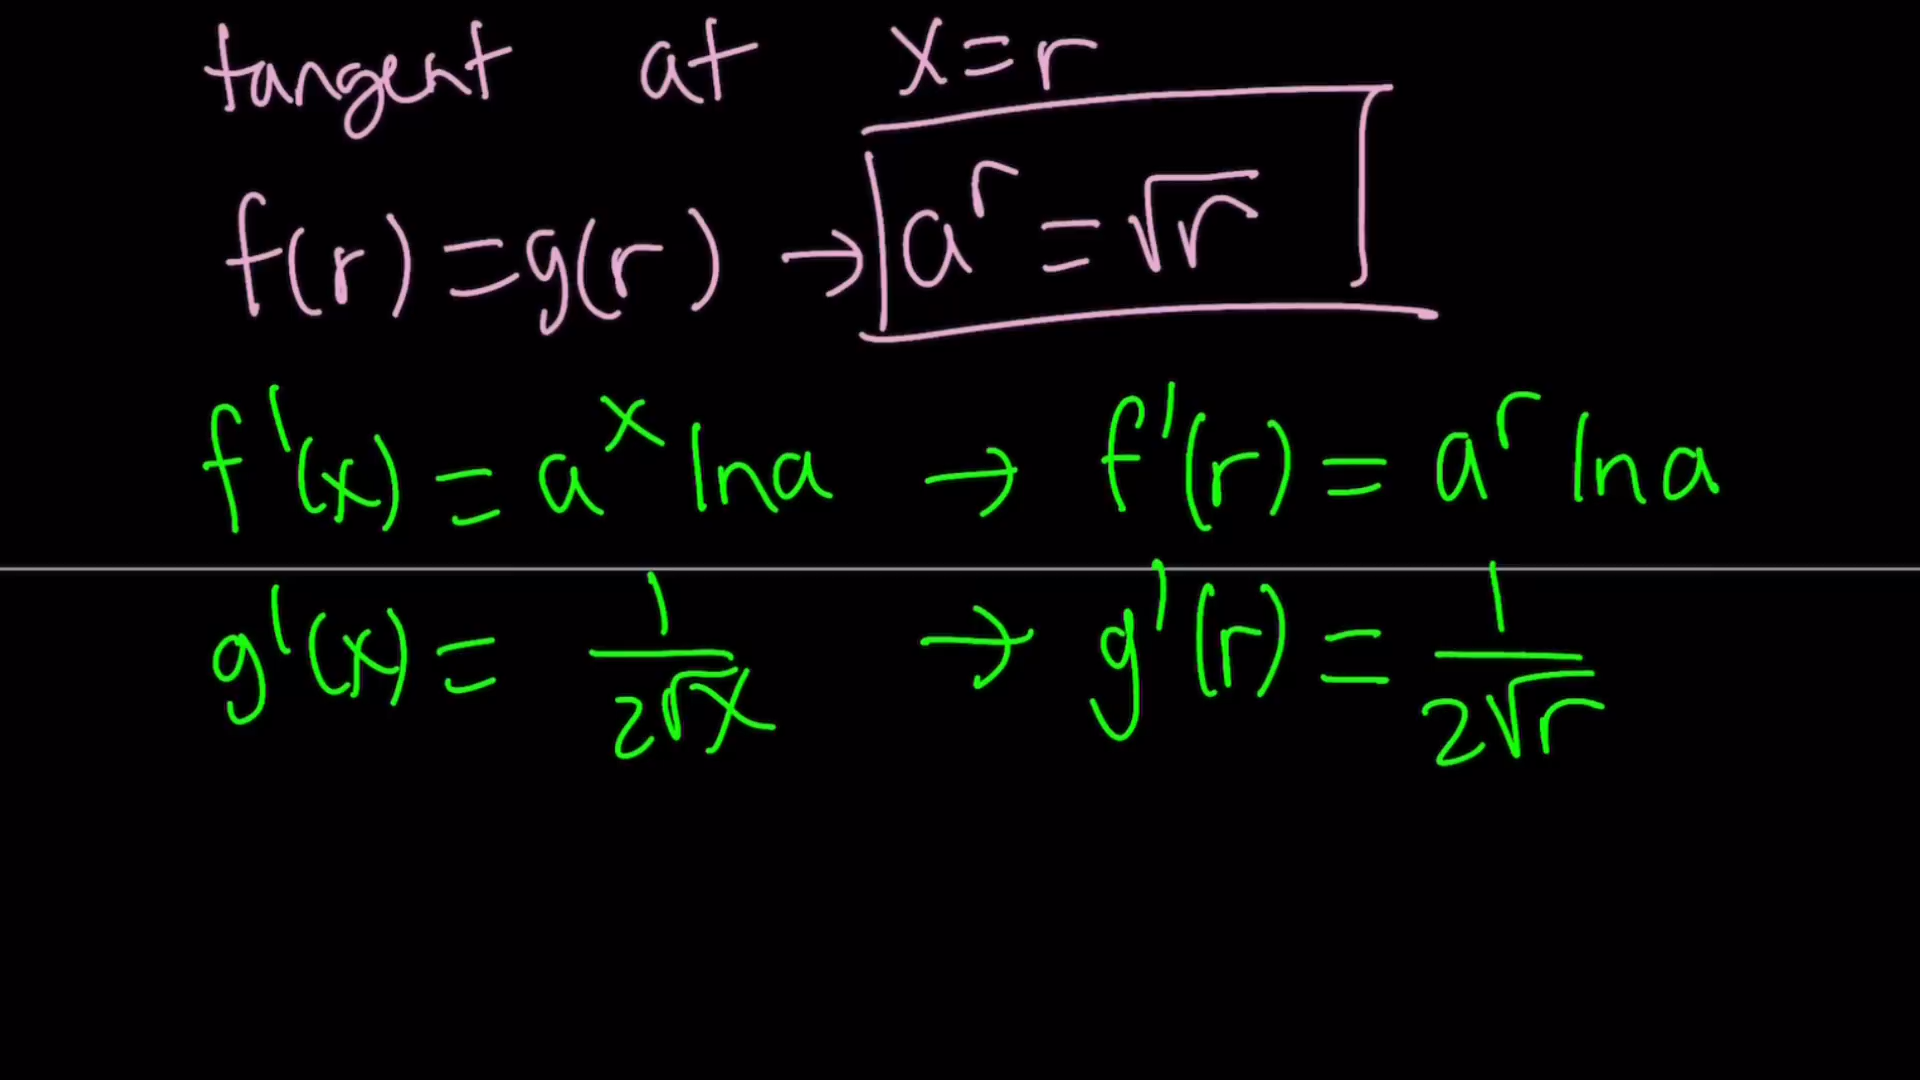 tangent at x=r
f(r)=g(r) → a^r = √r
f'(x) = a^x ln a → f'(r) = a^r ln a
g'(x) = 1/(2√x) → g'(r) = 1/(2√r)